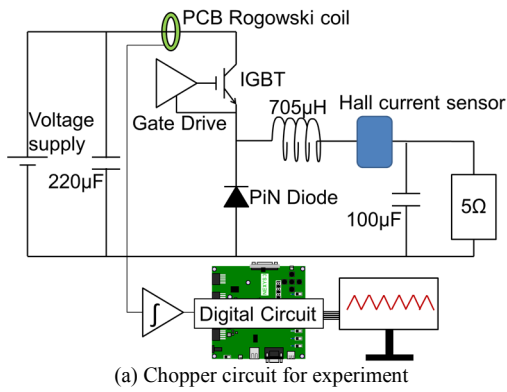 PCB Rogowski coil
IGBT
Gate Drive
705µH
Hall current sensor
Voltage
supply
220µF
PiN Diode
100µF
5Ω
∫
Digital Circuit
(a) Chopper circuit for experiment